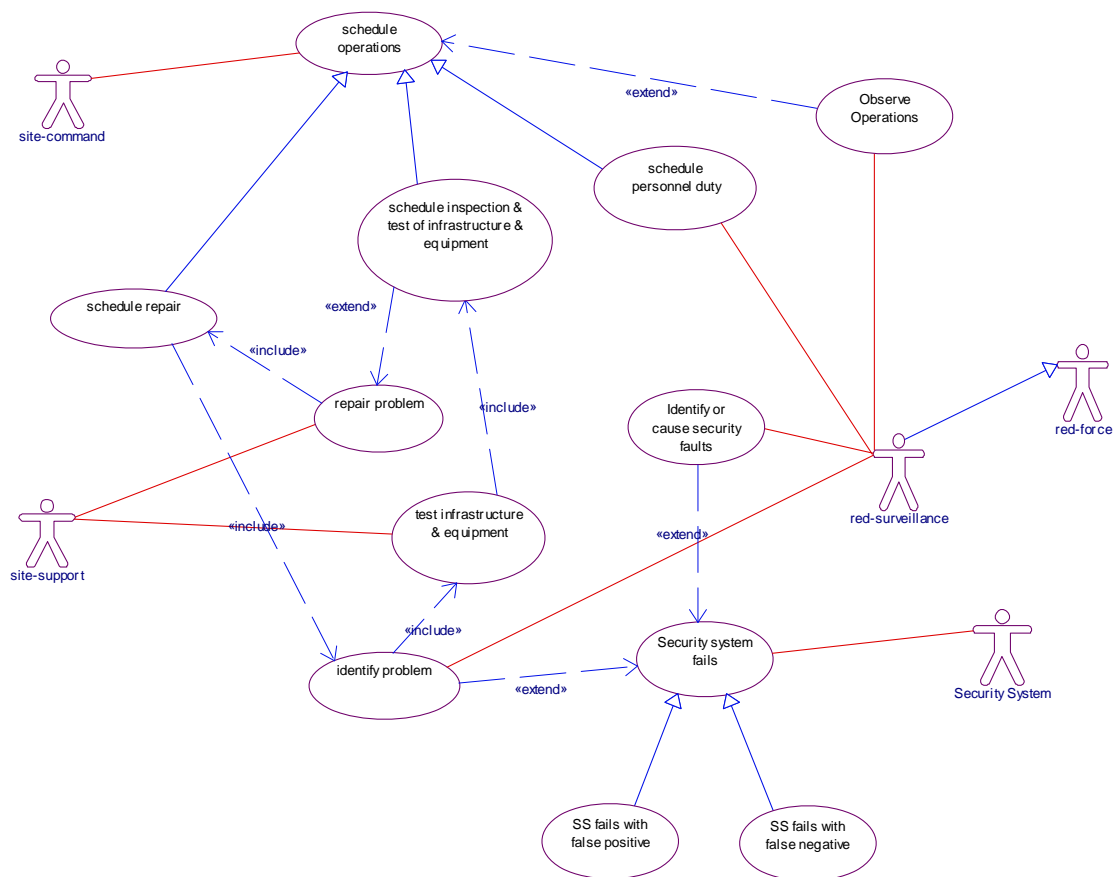 schedule
operations
site-command
«extend»
Observe
Operations
schedule
personnel duty
schedule inspection &
test of infrastructure &
equipment
schedule repair
«extend»
«include»
repair problem
«include»
Identify or
cause security
faults
red-force
red-surveillance
test infrastructure
& equipment
«include»
«extend»
site-support
«include»
identify problem
«extend»
Security system
fails
Security System
SS fails with
false positive
SS fails with
false negative